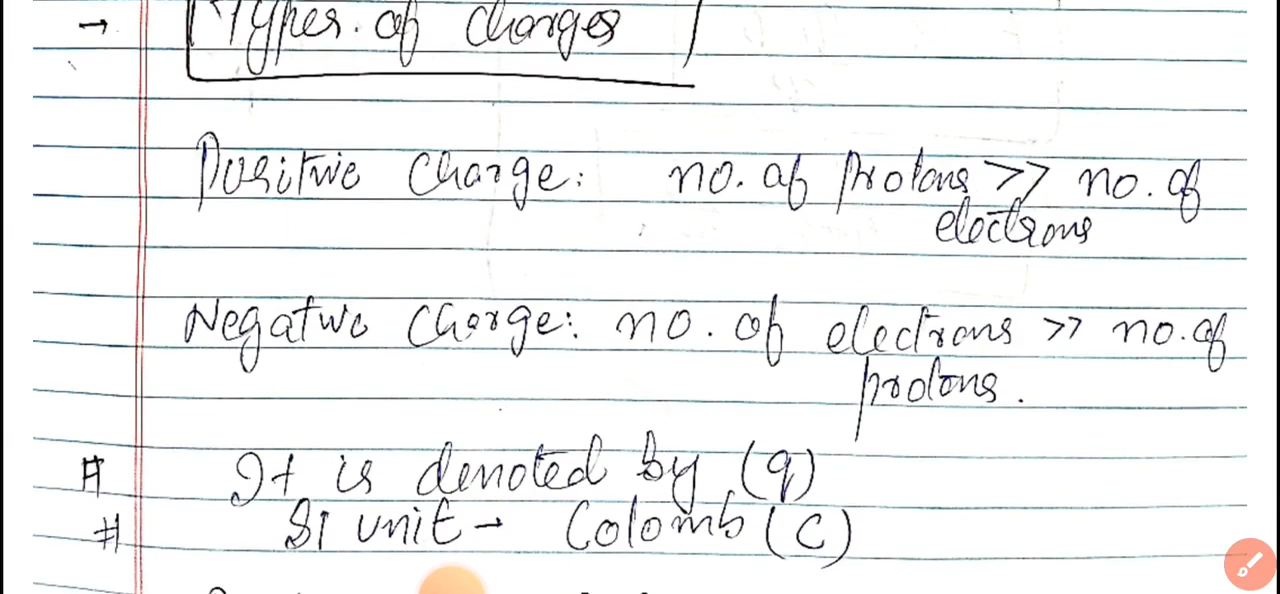 → Types of charges
Positive Charge: no. of protons >> no. of
electrons
Negative Charge: no. of electrons >> no. of
protons.
# It is denoted by (q)
# SI unit → Colomb (C)